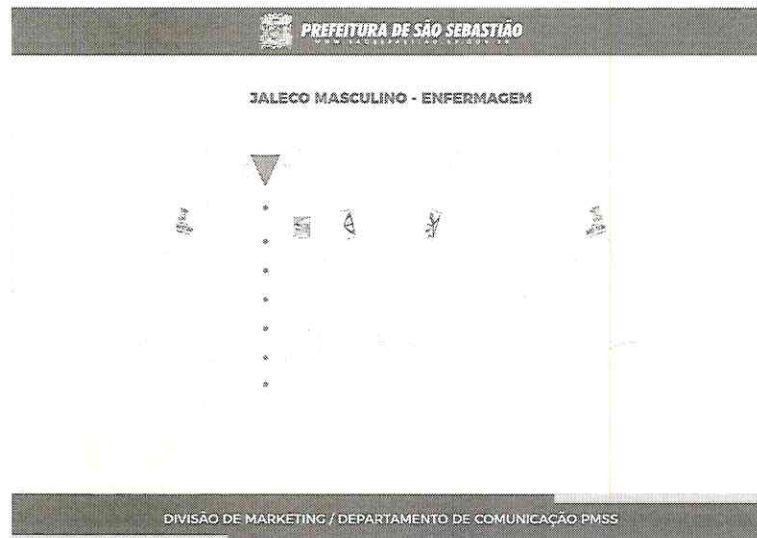 PREFEITURA DE SÃO SEBASTIÃO
JALECO MASCULINO - ENFERMAGEM
DIVISÃO DE MARKETING / DEPARTAMENTO DE COMUNICAÇÃO PMSS